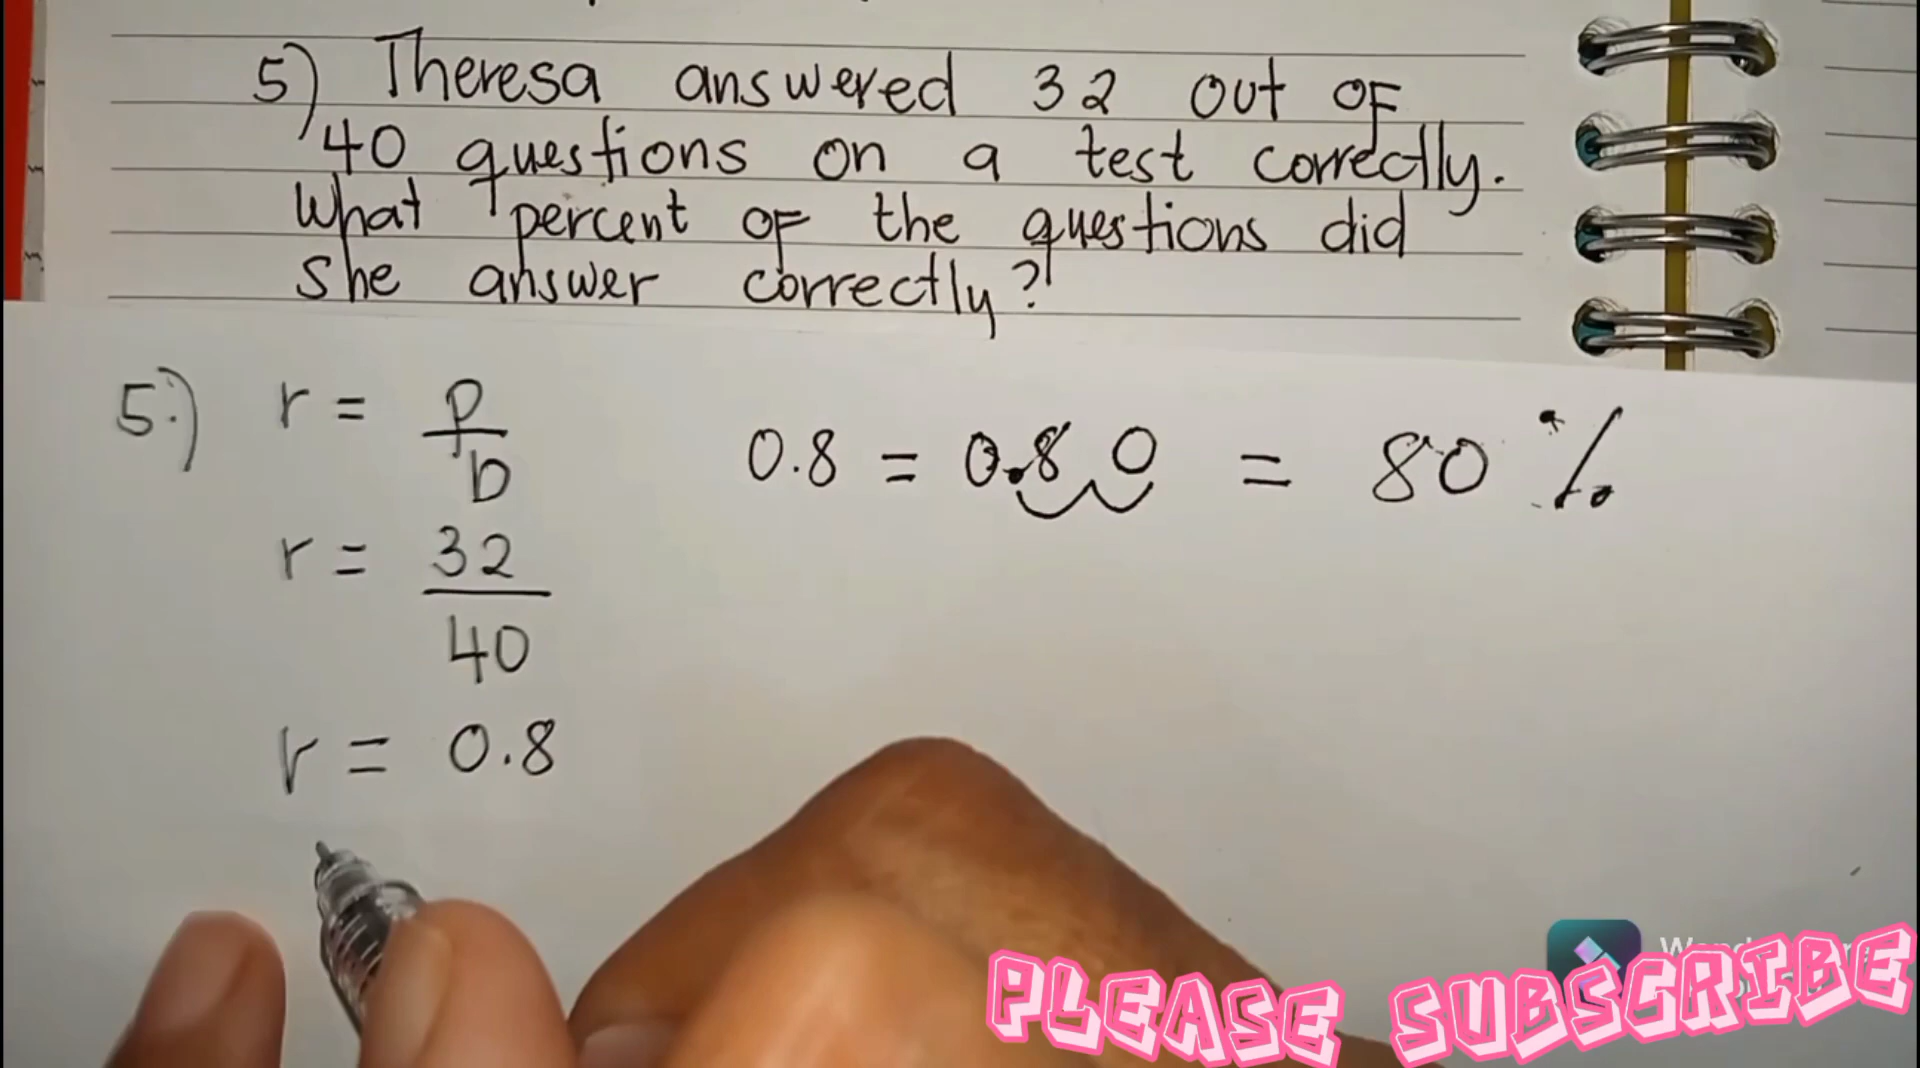 5) Theresa answered 32 out of
40 questions on a test correctly.
What percent of the questions did
she answer correctly?
5.) r = p/b
0.8 = 0.80 = 80%
r = 32/40
r = 0.8
PLEASE SUBSCRIBE